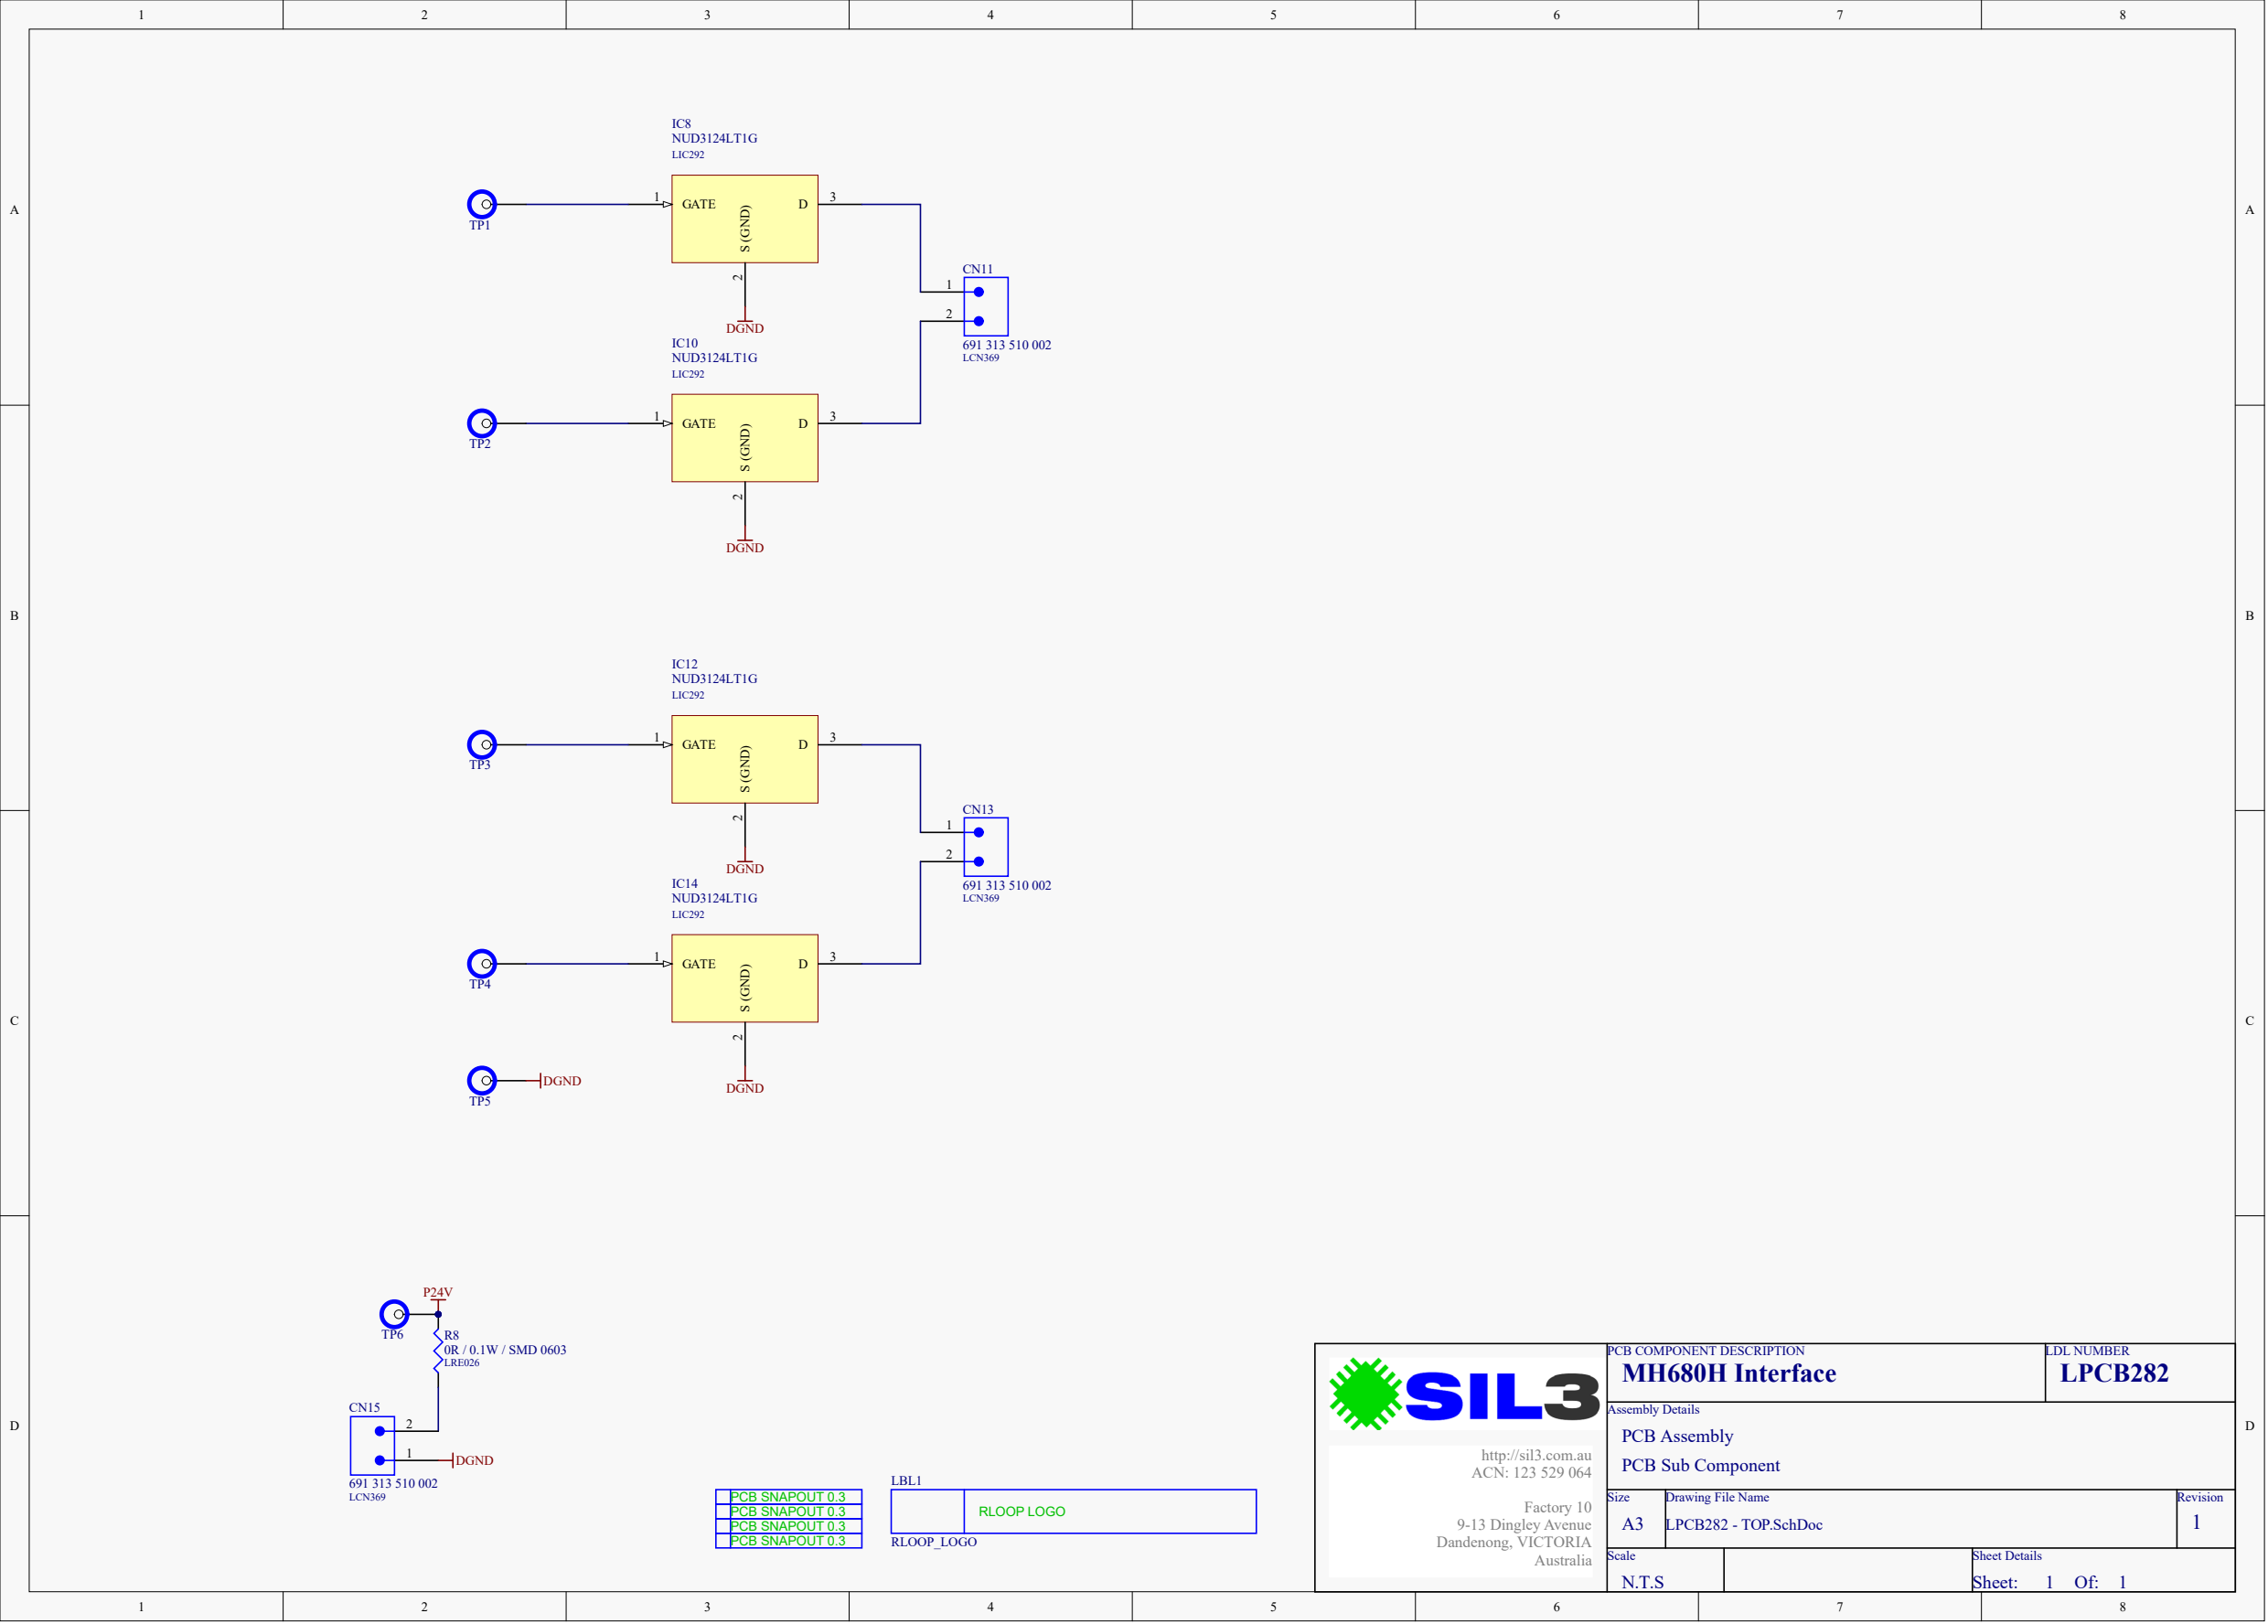 1 2 3 4 5 6 7 8
A
A
IC8
NUD3124LT1G
LIC292
TP1
1
GATE
S (GND)
D
3
2
DGND
CN11
1
2
691 313 510 002
LCN369
IC10
NUD3124LT1G
LIC292
TP2
1
GATE
S (GND)
D
3
2
DGND
B
B
IC12
NUD3124LT1G
LIC292
TP3
1
GATE
S (GND)
D
3
2
DGND
CN13
1
2
691 313 510 002
LCN369
IC14
NUD3124LT1G
LIC292
TP4
1
GATE
S (GND)
D
3
2
DGND
C
C
TP5
DGND
P24V
TP6
R8
0R / 0.1W / SMD 0603
LRE026
CN15
2
1
DGND
691 313 510 002
LCN369
D
D
PCB SNAPOUT 0.3
PCB SNAPOUT 0.3
PCB SNAPOUT 0.3
PCB SNAPOUT 0.3
LBL1
RLOOP LOGO
RLOOP_LOGO
SIL3
http://sil3.com.au
ACN: 123 529 064
Factory 10
9-13 Dingley Avenue
Dandenong, VICTORIA
Australia
PCB COMPONENT DESCRIPTION
MH680H Interface
LDL NUMBER
LPCB282
Assembly Details
PCB Assembly
PCB Sub Component
Size
A3
Drawing File Name
LPCB282 - TOP.SchDoc
Revision
1
Scale
N.T.S
Sheet Details
Sheet: 1 Of: 1
1 2 3 4 5 6 7 8